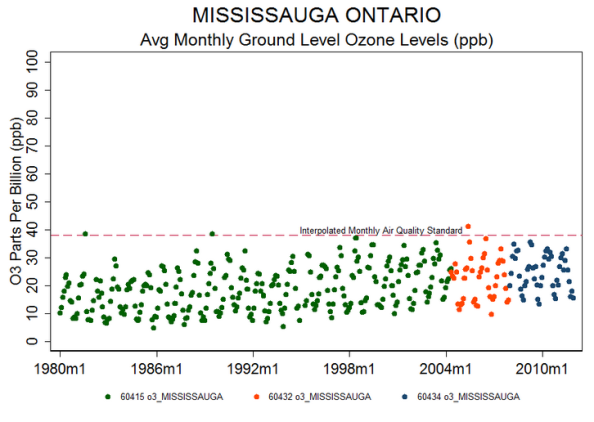 MISSISSAUGA ONTARIO
Avg Monthly Ground Level Ozone Levels (ppb)
O3 Parts Per Billion (ppb)
100
90
80
70
60
50
40
30
20
10
0
Interpolated Monthly Air Quality Standard
1980m1 1986m1 1992m1 1998m1 2004m1 2010m1
60415 o3_MISSISSAUGA 60432 o3_MISSISSAUGA 60434 o3_MISSISSAUGA